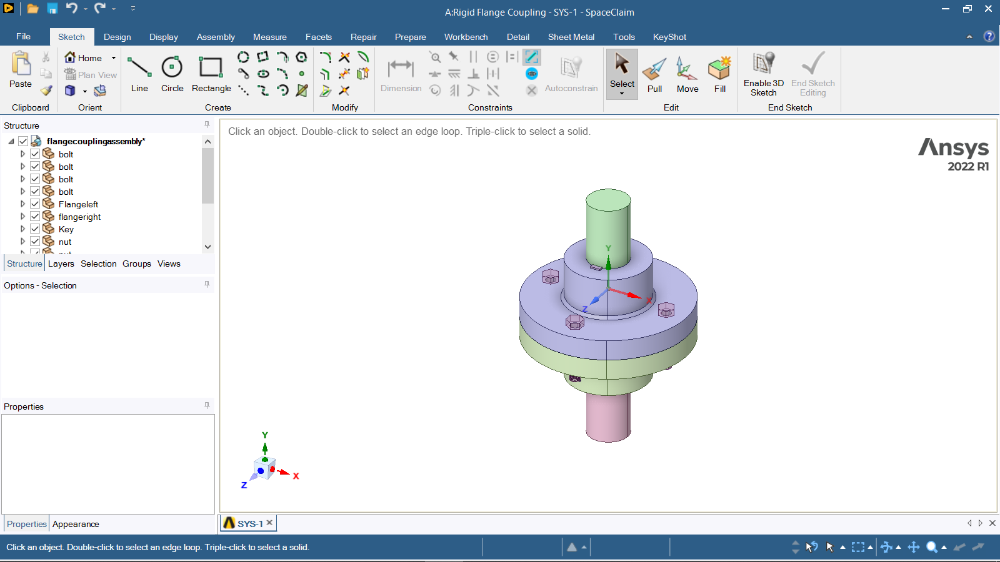 A:Rigid Flange Coupling - SYS-1 - SpaceClaim
File Sketch Design Display Assembly Measure Facets Repair Prepare Workbench Detail Sheet Metal Tools KeyShot
Paste
Clipboard
Home
Plan View
Orient
Line Circle Rectangle
Create
Modify
Dimension
Autoconstrain
Constraints
Select
Pull
Move
Fill
Edit
Enable 3D
Sketch
End Sketch
Editing
End Sketch
Structure
flangecouplingassembly*
bolt
bolt
bolt
bolt
Flangeleft
flangeright
Key
nut
Structure Layers Selection Groups Views
Options - Selection
Properties
Properties Appearance
Click an object. Double-click to select an edge loop. Triple-click to select a solid.
Ansys
2022 R1
Y
X
Z
Y
X
Z
SYS-1
Click an object. Double-click to select an edge loop. Triple-click to select a solid.